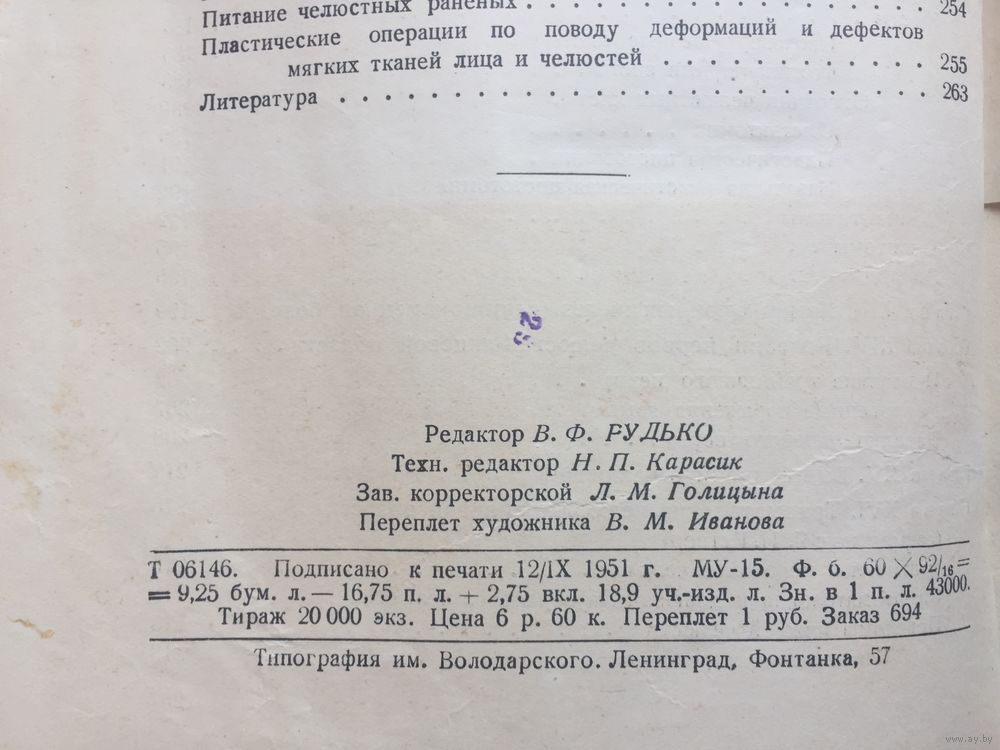 Питание челюстных раненых . . . . . . . . . . . . . . . . . . 254
Пластические операции по поводу деформаций и дефектов
мягких тканей лица и челюстей . . . . . . . . . . . . 255
Литература . . . . . . . . . . . . . . . . . . . . . . . . . . 263
Редактор В. Ф. РУДЬКО
Техн. редактор Н. П. Карасик
Зав. корректорской Л. М. Голицына
Переплет художника В. М. Иванова
Т 06146. Подписано к печати 12/IX 1951 г. МУ-15. Ф. б. 60 × 92/16 =
= 9,25 бум. л. — 16,75 п. л. + 2,75 вкл. 18,9 уч.-изд. л. Зн. в 1 п. л. 43000.
Тираж 20 000 экз. Цена 6 р. 60 к. Переплет 1 руб. Заказ 694
Типография им. Володарского. Ленинград, Фонтанка, 57
www.ay.by